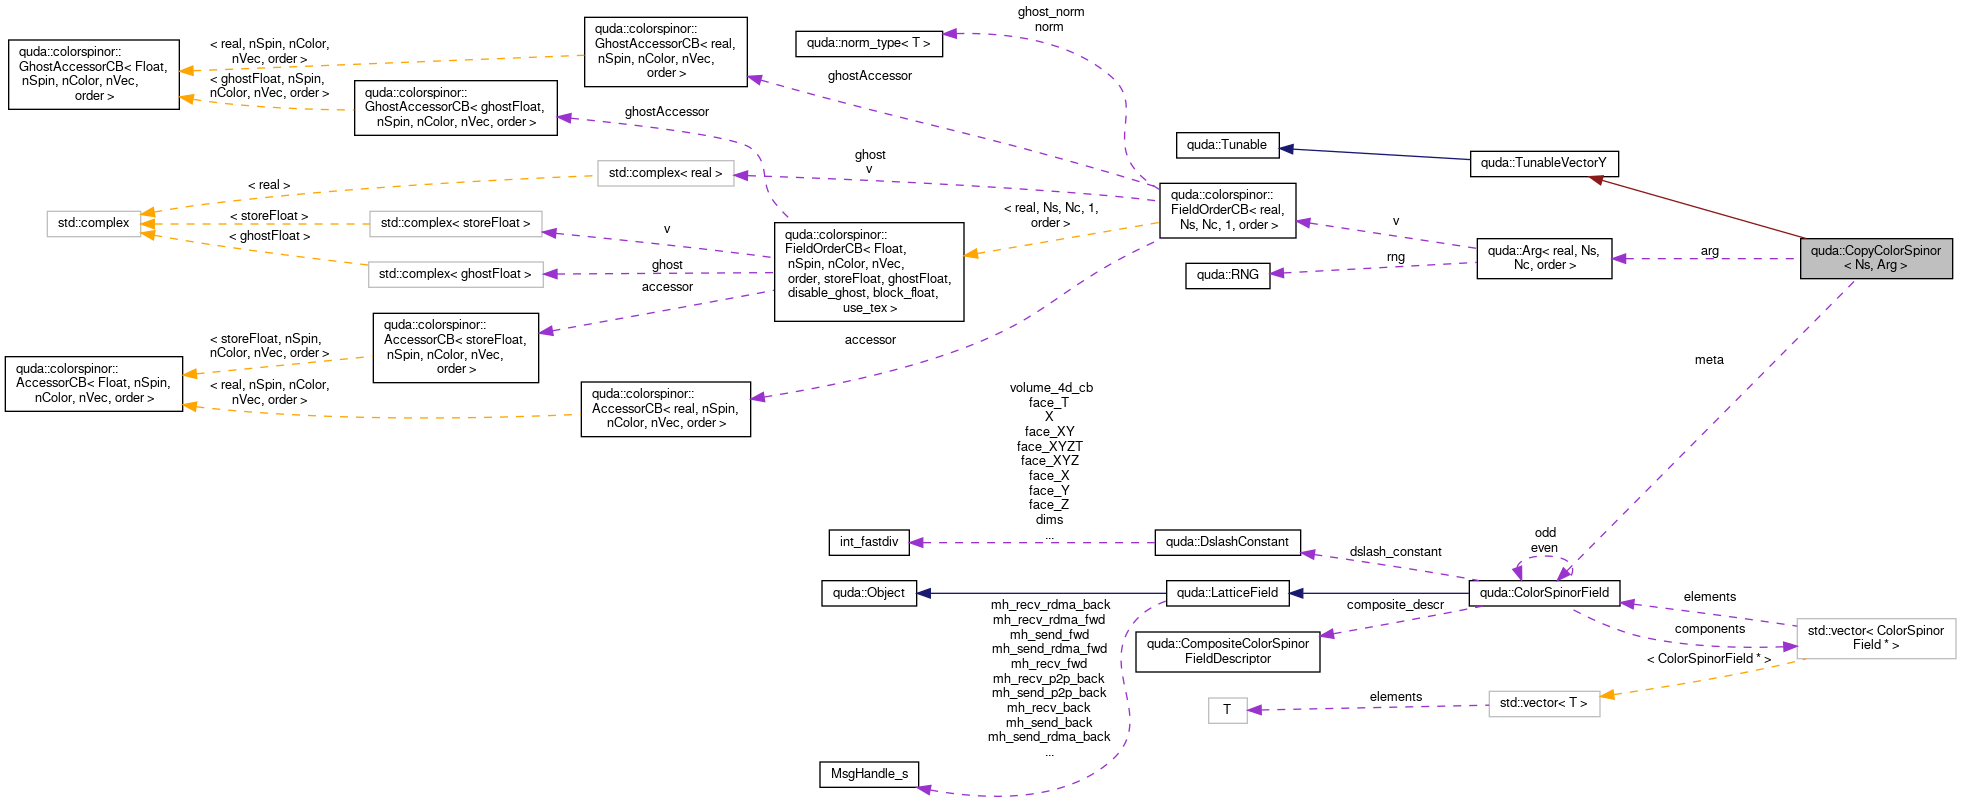 quda::colorspinor::
GhostAccessorCB< Float,
nSpin, nColor, nVec,
order >
< real, nSpin, nColor,
nVec, order >
< ghostFloat, nSpin,
nColor, nVec, order >
quda::colorspinor::
GhostAccessorCB< real,
nSpin, nColor, nVec,
order >
quda::colorspinor::
GhostAccessorCB< ghostFloat,
nSpin, nColor, nVec, order >
ghostAccessor
quda::norm_type< T >
ghost_norm
norm
ghostAccessor
std::complex< real >
ghost
v
< real >
std::complex
< storeFloat >
std::complex< storeFloat >
< ghostFloat >
std::complex< ghostFloat >
v
ghost
accessor
quda::colorspinor::
FieldOrderCB< Float,
nSpin, nColor, nVec,
order, storeFloat, ghostFloat,
disable_ghost, block_float,
use_tex >
< real, Ns, Nc, 1,
order >
quda::colorspinor::
FieldOrderCB< real,
Ns, Nc, 1, order >
quda::Tunable
quda::TunableVectorY
v
rng
quda::RNG
quda::Arg< real, Ns,
Nc, order >
arg
quda::CopyColorSpinor
< Ns, Arg >
quda::colorspinor::
AccessorCB< storeFloat,
nSpin, nColor, nVec,
order >
< storeFloat, nSpin,
nColor, nVec, order >
quda::colorspinor::
AccessorCB< Float, nSpin,
nColor, nVec, order >
< real, nSpin, nColor,
nVec, order >
quda::colorspinor::
AccessorCB< real, nSpin,
nColor, nVec, order >
accessor
meta
volume_4d_cb
face_T
X
face_XY
face_XYZT
face_XYZ
face_X
face_Y
face_Z
dims
...
int_fastdiv
quda::DslashConstant
dslash_constant
odd
even
quda::Object
quda::LatticeField
quda::ColorSpinorField
composite_descr
quda::CompositeColorSpinor
FieldDescriptor
elements
components
std::vector< ColorSpinor
Field * >
< ColorSpinorField * >
std::vector< T >
elements
T
mh_recv_rdma_back
mh_recv_rdma_fwd
mh_send_fwd
mh_send_rdma_fwd
mh_recv_fwd
mh_recv_p2p_back
mh_send_p2p_back
mh_recv_back
mh_send_back
mh_send_rdma_back
...
MsgHandle_s